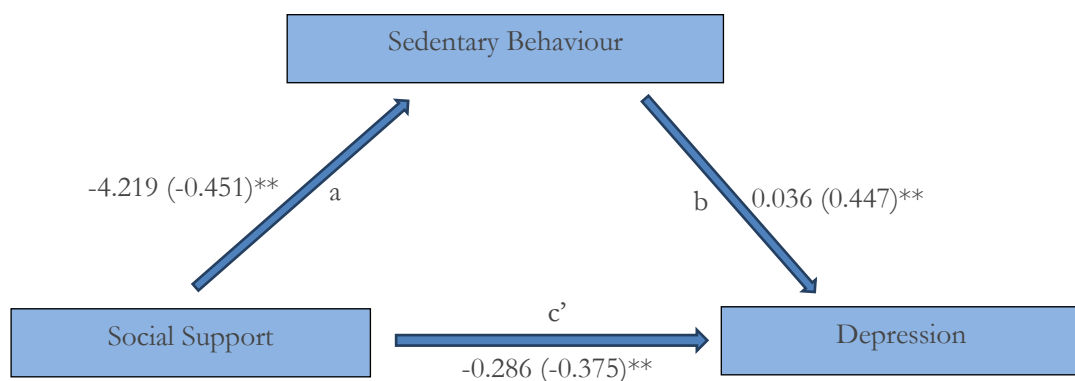 Sedentary Behaviour
-4.219 (-0.451)**
a
b
0.036 (0.447)**
Social Support
c’
Depression
-0.286 (-0.375)**